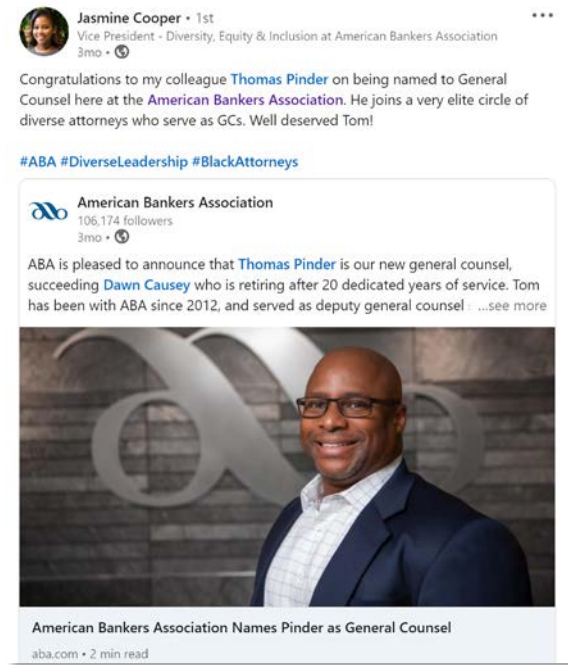 Jasmine Cooper • 1st
Vice President - Diversity, Equity & Inclusion at American Bankers Association
3mo •
Congratulations to my colleague Thomas Pinder on being named to General
Counsel here at the American Bankers Association. He joins a very elite circle of
diverse attorneys who serve as GCs. Well deserved Tom!
#ABA #DiverseLeadership #BlackAttorneys
American Bankers Association
106,174 followers
3mo •
ABA is pleased to announce that Thomas Pinder is our new general counsel,
succeeding Dawn Causey who is retiring after 20 dedicated years of service. Tom
has been with ABA since 2012, and served as deputy general counsel ...see more
American Bankers Association Names Pinder as General Counsel
aba.com • 2 min read